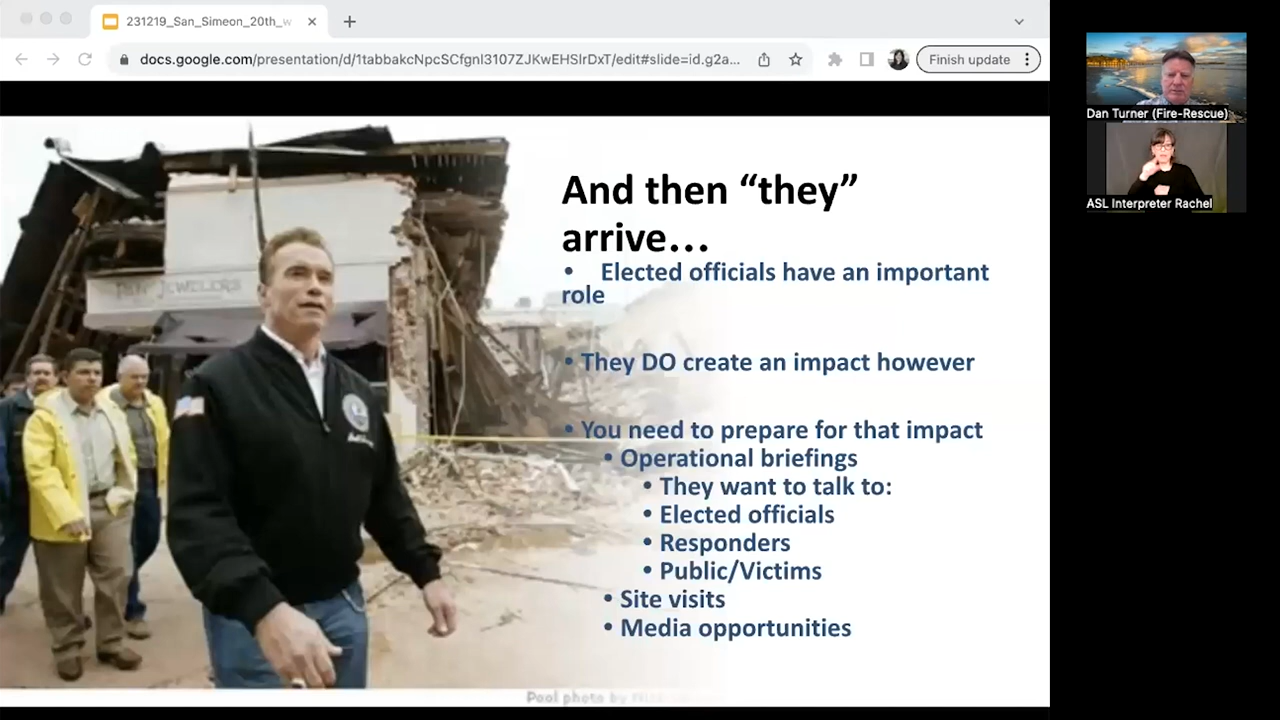 231219_San_Simeon_20th_w
docs.google.com/presentation/d/1tabbakcNpcSCfgnI3107ZJKwEHSIrDxT/edit#slide=id.g2a...
Finish update
And then “they”
arrive...
• Elected officials have an important
role
• They DO create an impact however
• You need to prepare for that impact
• Operational briefings
• They want to talk to:
• Elected officials
• Responders
• Public/Victims
• Site visits
• Media opportunities
JEWELERS
Pool photo by
Dan Turner (Fire-Rescue)
ASL Interpreter Rachel